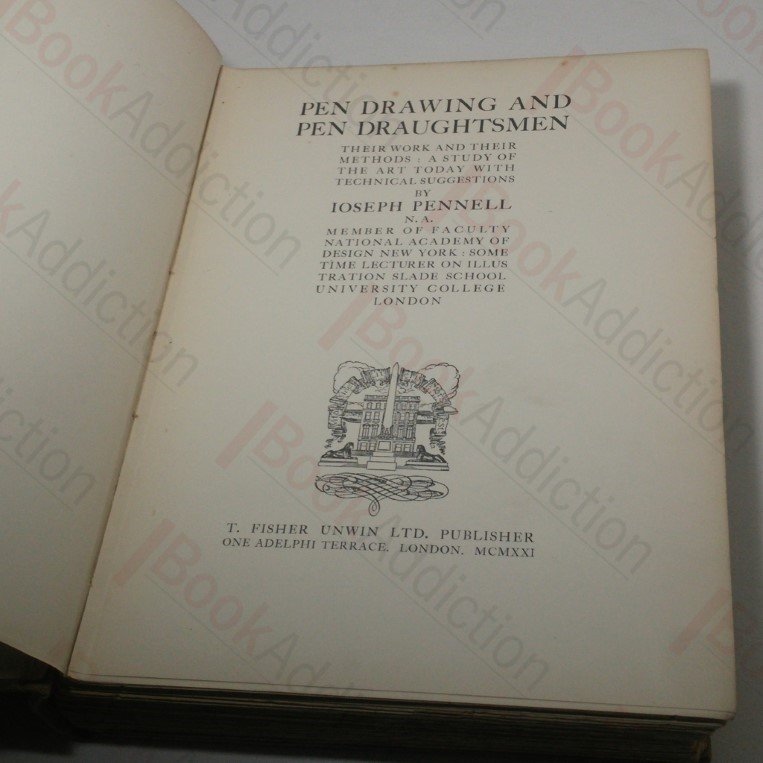 PEN DRAWING AND
PEN DRAUGHTSMEN
THEIR WORK AND THEIR
METHODS : A STUDY OF
THE ART TODAY WITH
TECHNICAL SUGGESTIONS
BY
IOSEPH PENNELL
N.A.
MEMBER OF FACULTY
NATIONAL ACADEMY OF
DESIGN NEW YORK : SOME
TIME LECTURER ON ILLUS
TRATION SLADE SCHOOL
UNIVERSITY COLLEGE
LONDON
T. FISHER UNWIN LTD. PUBLISHER
ONE ADELPHI TERRACE. LONDON. MCMXXI
BookAddiction